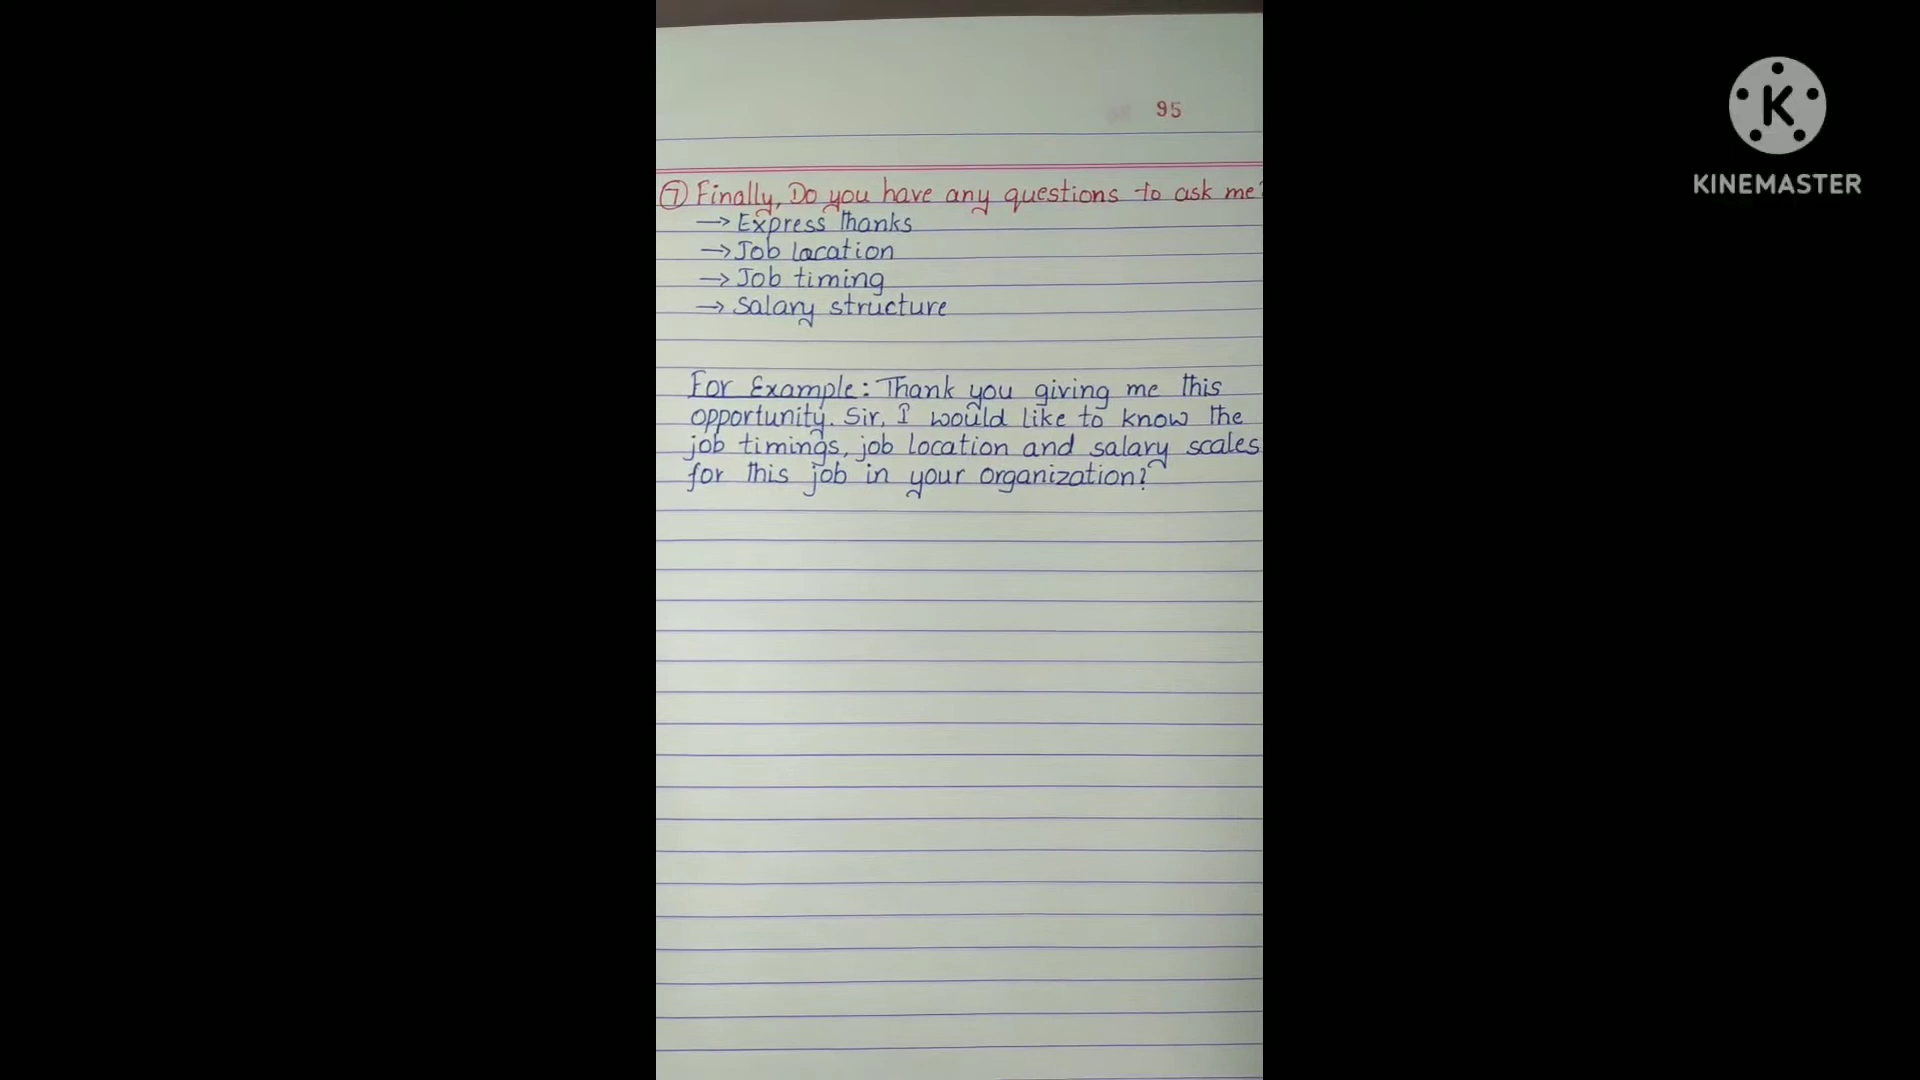 95
⑦ Finally, Do you have any questions to ask me?
→ Express thanks
→ Job location
→ Job timing
→ Salary structure
For Example: Thank you giving me this
opportunity. Sir, I would like to know the
job timings, job location and salary scales
for this job in your organization?
KINEMASTER